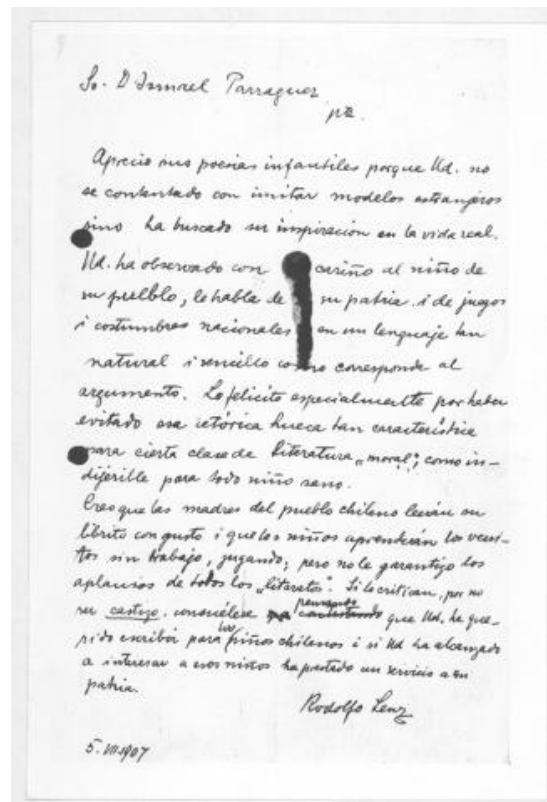 Sr. D Ismael Parraguez
pte.
Aprecio sus poesias infantiles porque Ud. no
se contentado con imitar modelos estranjeros
sino ha buscado su inspiracion en la vida real.
Ud. ha observado con cariño al niño de
su pueblo, le habla de su patria i de juegos
i costumbres nacionales en un lenguaje tan
natural i sencillo como corresponde al
argumento. Lo felicito especialmente por haber
evitado esa retórica hueca tan característica
para cierta clase de literatura „moral“, como in-
dijerible para todo niño sano.
Creo que las madres del pueblo chileno leerán su
librito con gusto i que los niños aprenderán los versi-
tos sin trabajo, jugando; pero no le garantizo los
aplausos de todos los „literatos“. Si lo critican, por no
ser castizo, consuélese pensando que Ud. ha que-
rido escribir para los niños chilenos i si Ud ha alcanzado
a interesar a esos niños ha prestado un servicio a su
patria.
Rodolfo Lenz
5. VII. 1907